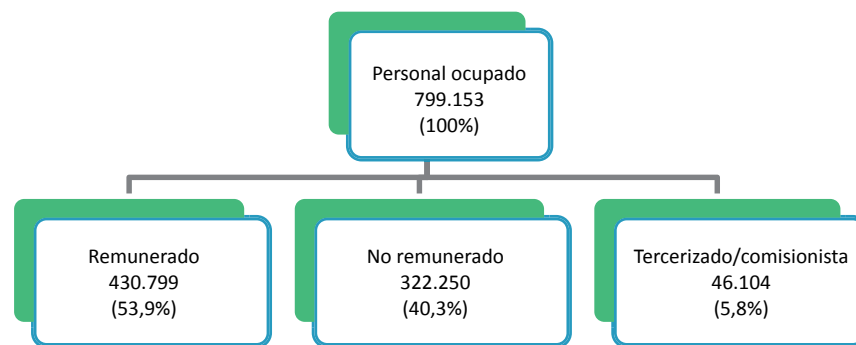 Personal ocupado
799.153
(100%)
Remunerado
430.799
(53,9%)
No remunerado
322.250
(40,3%)
Tercerizado/comisionista
46.104
(5,8%)